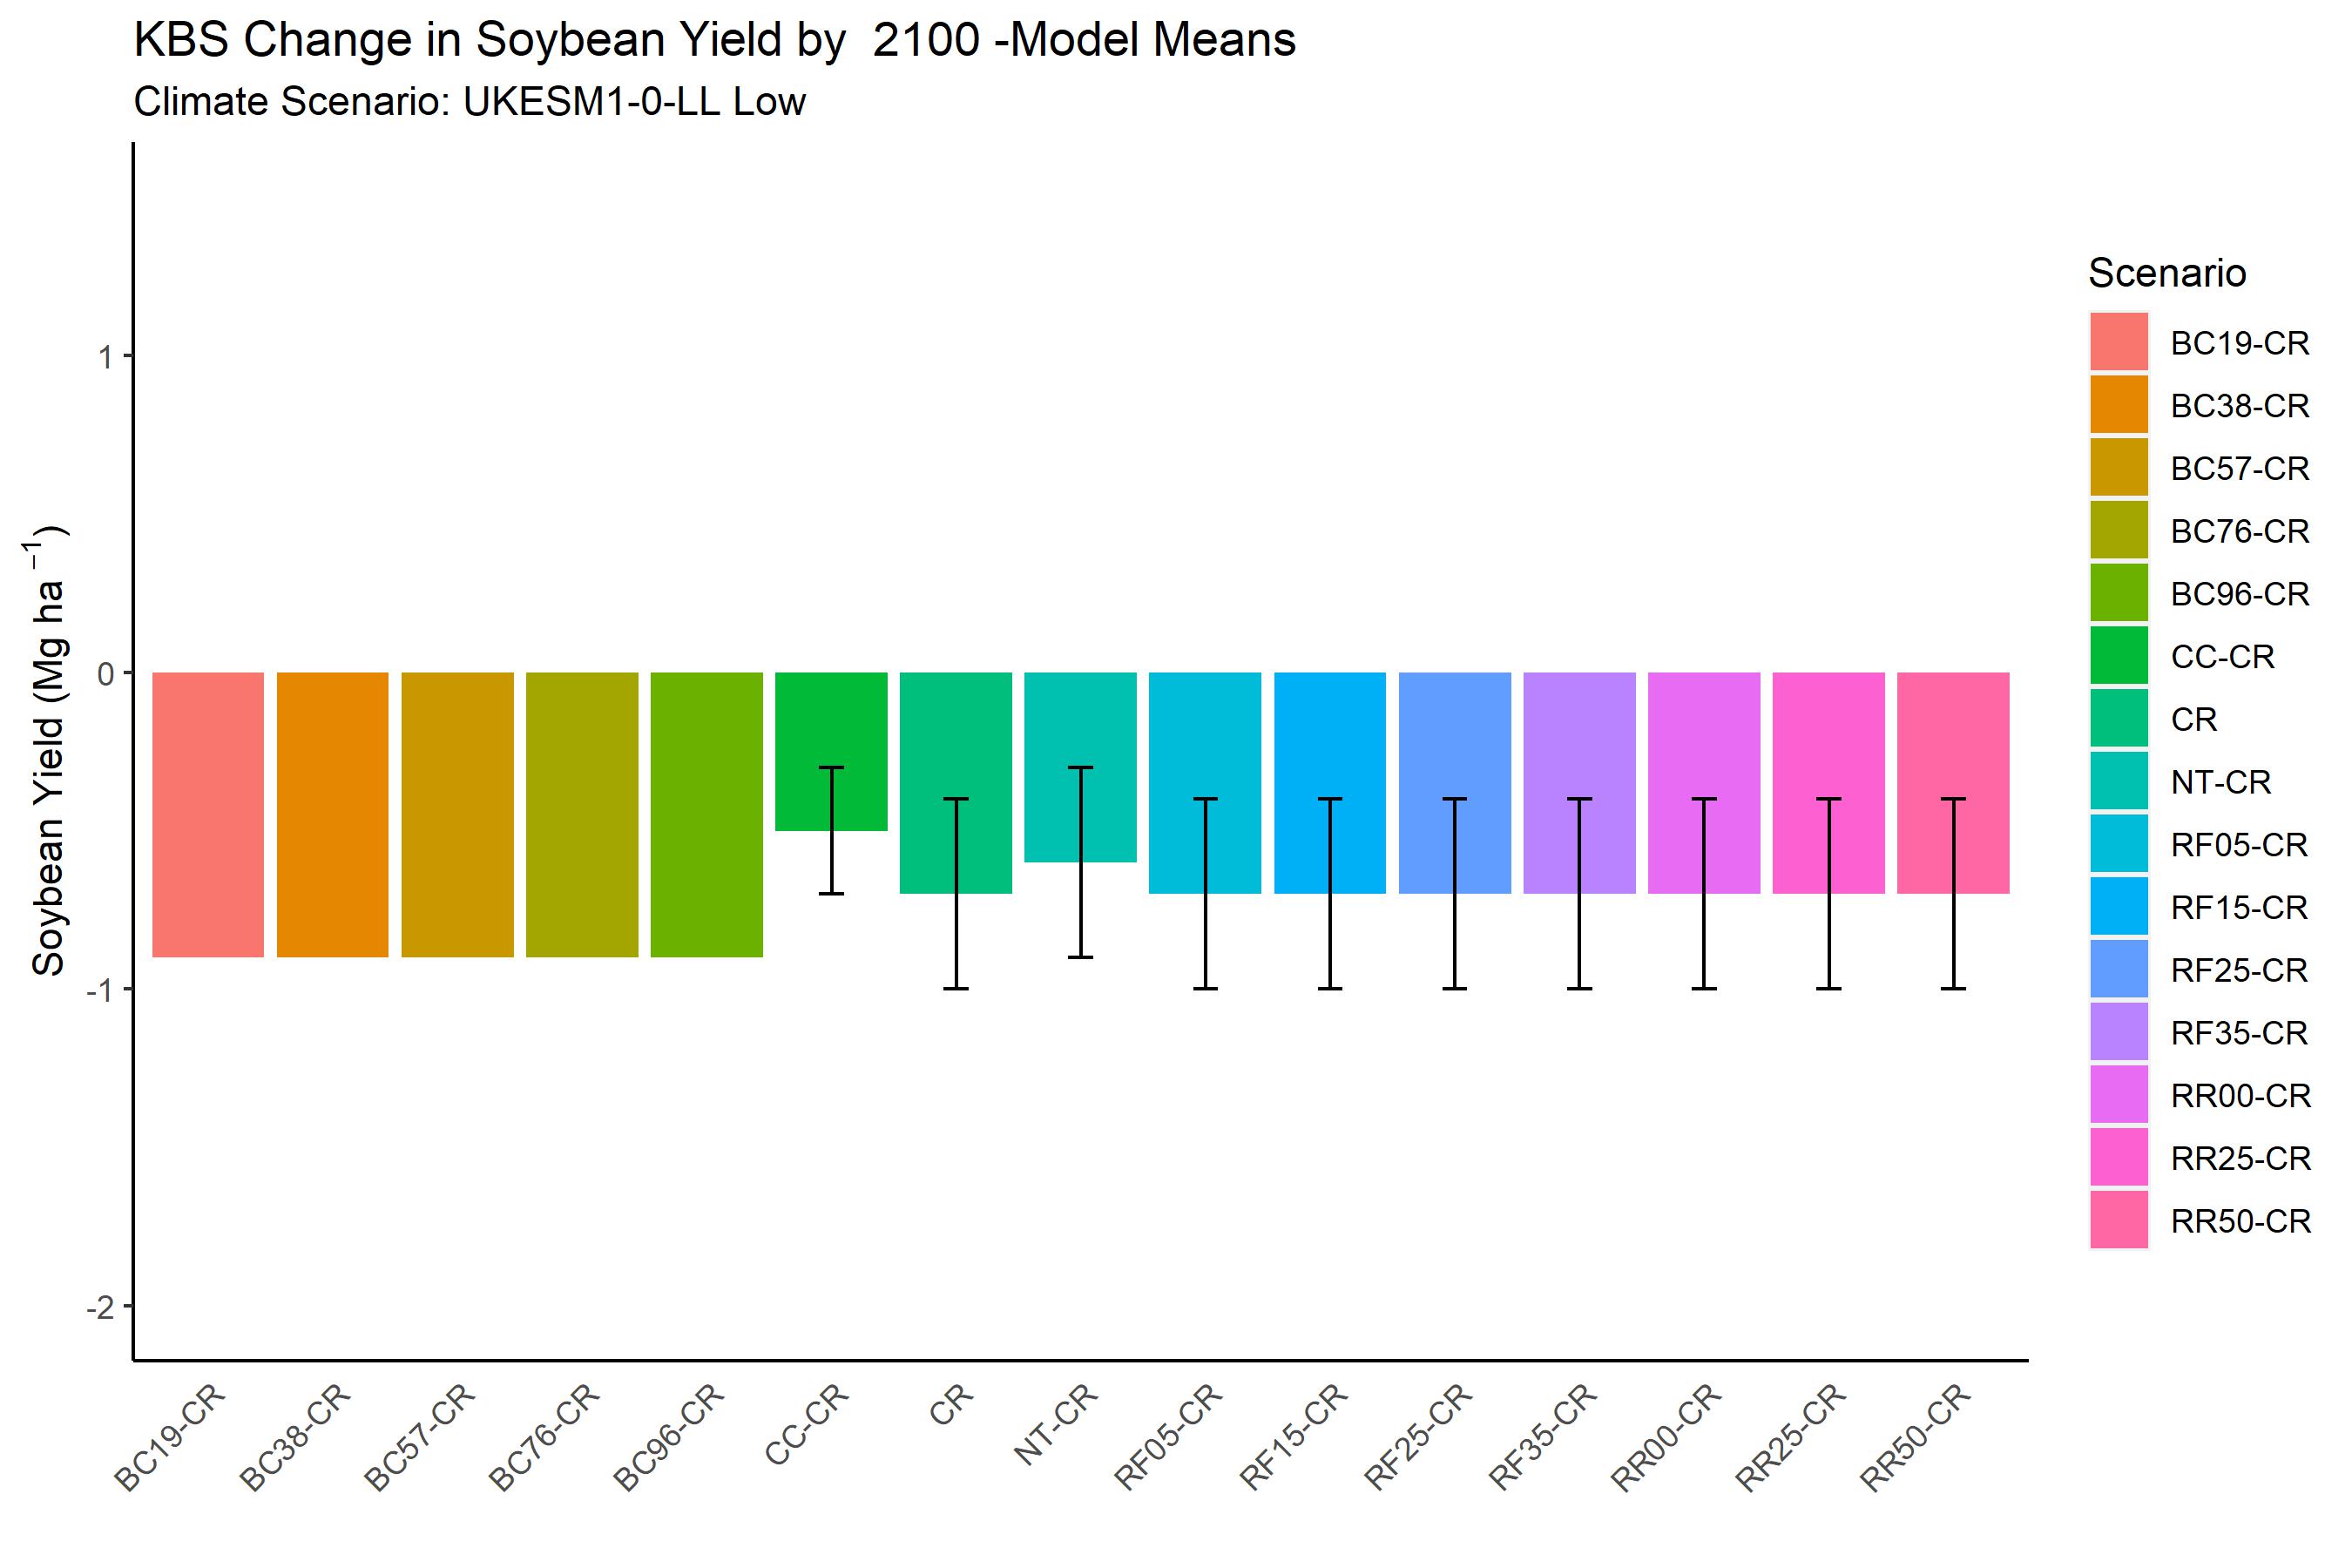 KBS Change in Soybean Yield by  2100 -Model Means
Climate Scenario: UKESM1-0-LL Low
Soybean Yield (Mg ha ⁻¹)
1
0
-1
-2
BC19-CR
BC38-CR
BC57-CR
BC76-CR
BC96-CR
CC-CR
CR
NT-CR
RF05-CR
RF15-CR
RF25-CR
RF35-CR
RR00-CR
RR25-CR
RR50-CR
Scenario
BC19-CR
BC38-CR
BC57-CR
BC76-CR
BC96-CR
CC-CR
CR
NT-CR
RF05-CR
RF15-CR
RF25-CR
RF35-CR
RR00-CR
RR25-CR
RR50-CR